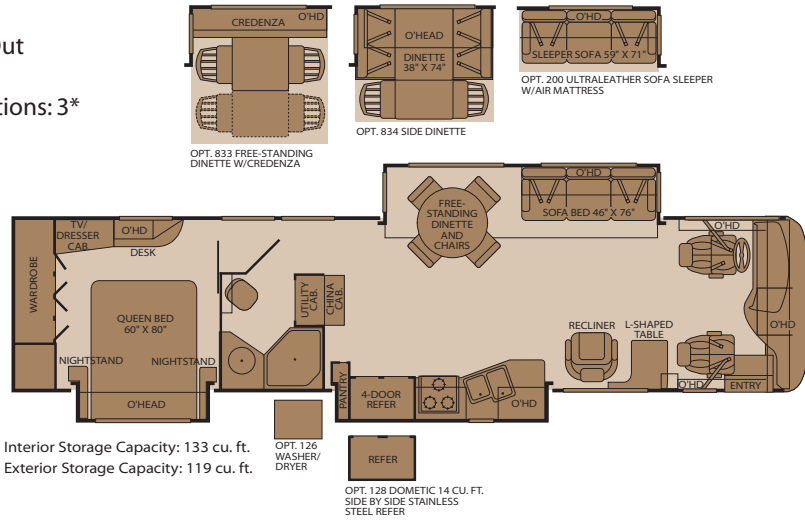 Out
tions: 3*
CREDENZA
O'HD
OPT. 833 FREE-STANDING
DINETTE W/CREDENZA
O'HEAD
DINETTE
38" X 74"
OPT. 834 SIDE DINETTE
O'HD
SLEEPER SOFA 59" X 71"
OPT. 200 ULTRALEATHER SOFA SLEEPER
W/AIR MATTRESS
WARDROBE
TV/
DRESSER
CAB.
O'HD
DESK
QUEEN BED
60" X 80"
NIGHTSTAND
NIGHTSTAND
O'HEAD
UTILITY
CAB.
CHINA
CAB.
FREE-
STANDING
DINETTE
AND
CHAIRS
O'HD
SOFA BED 46" X 76"
O'HD
O'HD
RECLINER
L-SHAPED
TABLE
O'HD
ENTRY
PANTRY
4-DOOR
REFER
O'HD
Interior Storage Capacity: 133 cu. ft.
Exterior Storage Capacity: 119 cu. ft.
OPT. 126
WASHER/
DRYER
REFER
OPT. 128 DOMETIC 14 CU. FT.
SIDE BY SIDE STAINLESS
STEEL REFER